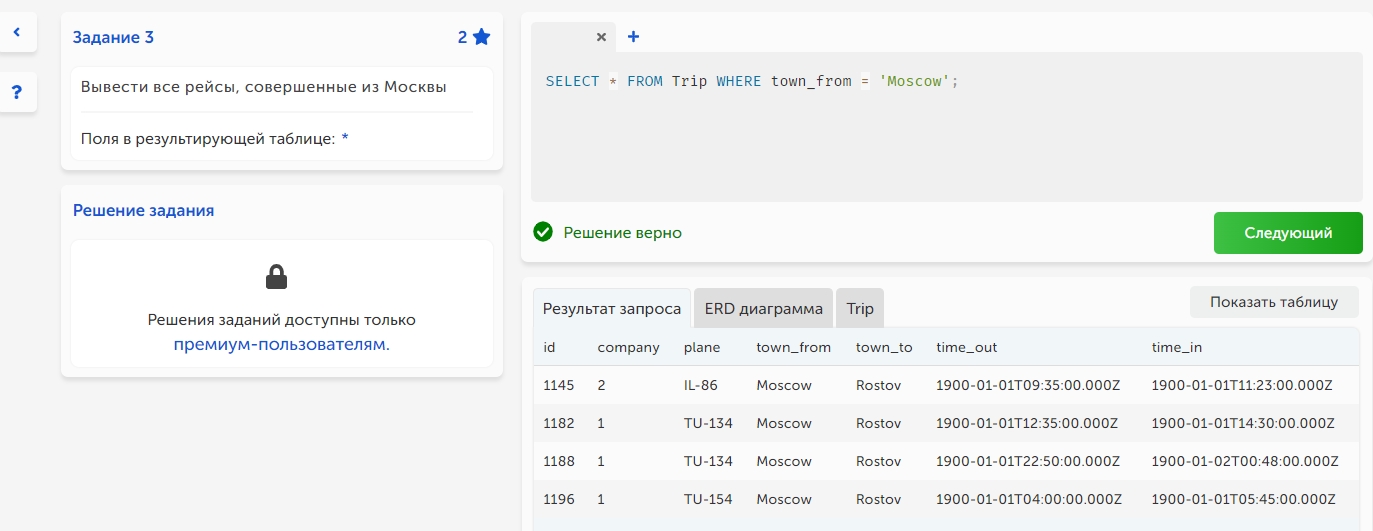 Задание 3
2
Вывести все рейсы, совершенные из Москвы
Поля в результирующей таблице: *
?
Решение задания
Решения заданий доступны только
премиум-пользователям.
SELECT * FROM Trip WHERE town_from = 'Moscow';
Решение верно
Следующий
Результат запроса
ERD диаграмма
Trip
Показать таблицу
id company plane town_from town_to time_out time_in
1145 2 IL-86 Moscow Rostov 1900-01-01T09:35:00.000Z 1900-01-01T11:23:00.000Z
1182 1 TU-134 Moscow Rostov 1900-01-01T12:35:00.000Z 1900-01-01T14:30:00.000Z
1188 1 TU-134 Moscow Rostov 1900-01-01T22:50:00.000Z 1900-01-02T00:48:00.000Z
1196 1 TU-154 Moscow Rostov 1900-01-01T04:00:00.000Z 1900-01-01T05:45:00.000Z